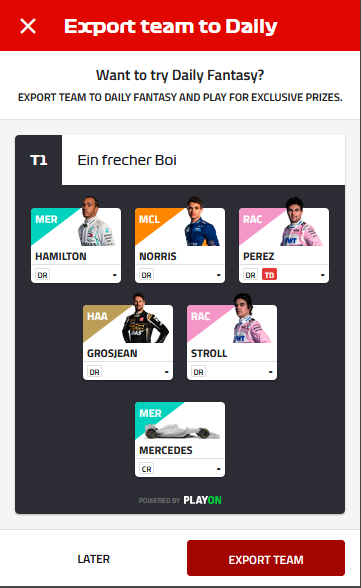 Export team to Daily
Want to try Daily Fantasy?
EXPORT TEAM TO DAILY FANTASY AND PLAY FOR EXCLUSIVE PRIZES.
T1 Ein frecher Boi
MER MCL RAC
HAMILTON NORRIS PEREZ
DR - DR - DR TD -
HAA RAC
GROSJEAN STROLL
DR - DR -
MER
MERCEDES
CR -
POWERED BY PLAYON
LATER EXPORT TEAM